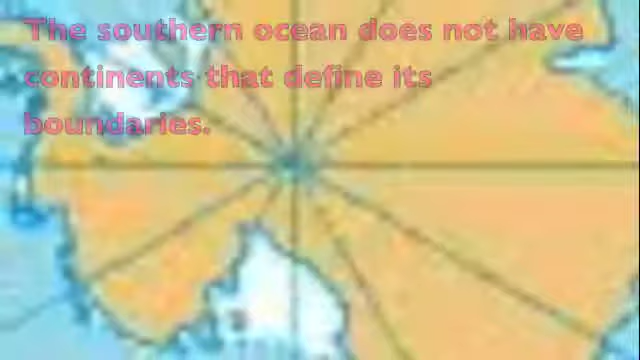 The southern ocean does not have
continents that define its
boundaries.